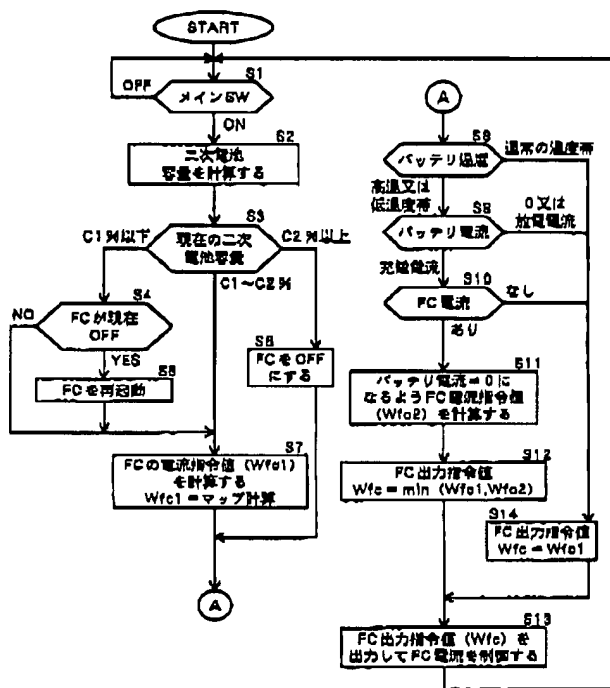 START
S1
OFF
メインSW
ON
S2
二次電池
容量を計算する
S3
C1%以下
現在の二次
電池容量
C2%以上
C1～C2%
S4
NO
FCが現在
OFF
YES
S5
FCを再起動
S6
FCをOFF
にする
S7
FCの電流指令値（Wfc1）
を計算する
Wfc1＝マップ計算
A
A
S8
バッテリ温度
通常の温度帯
高温又は
低温度帯
S9
バッテリ電流
0又は
放電電流
充電電流
S10
FC電流
なし
あり
S11
バッテリ電流＝0に
なるようFC電流指令値
（Wfc2）を計算する
S12
FC出力指令値
Wfc＝min（Wfc1,Wfc2）
S14
FC出力指令値
Wfc＝Wfc1
S13
FC出力指令値（Wfc）を
出力してFC電流を制御する